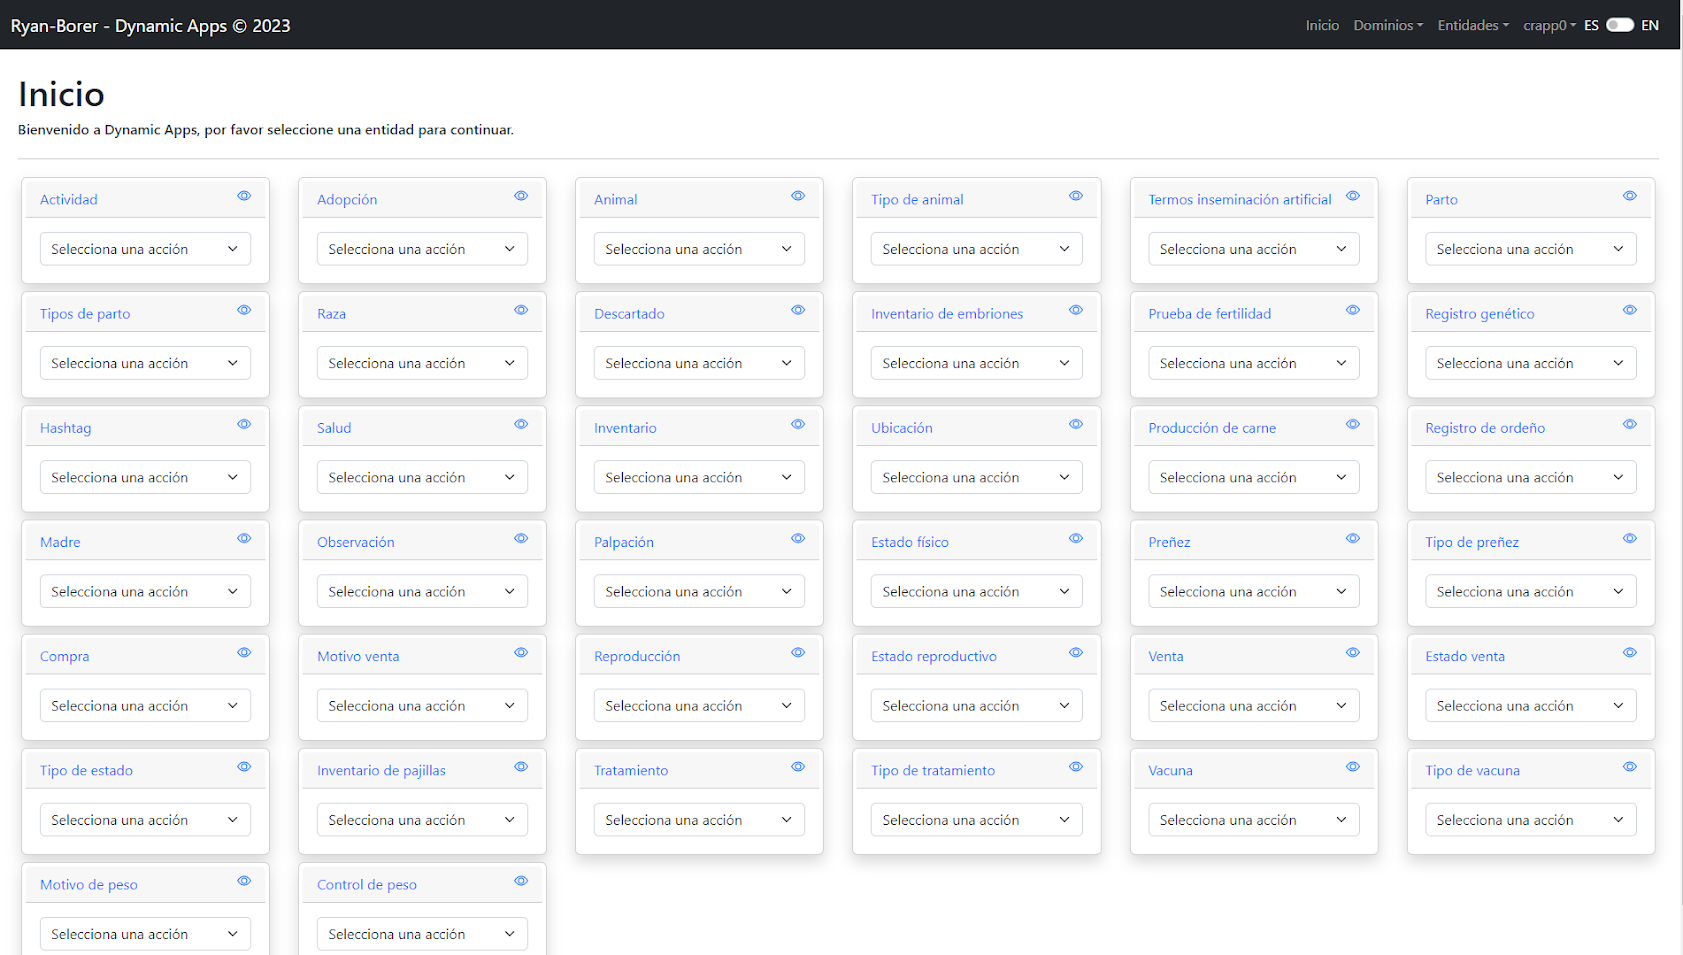 Ryan-Borer - Dynamic Apps © 2023 Inicio Dominios Entidades crapp0 ES EN
Inicio
Bienvenido a Dynamic Apps, por favor seleccione una entidad para continuar.
Actividad Adopción Animal Tipo de animal Termos inseminación artificial Parto
Selecciona una acción Selecciona una acción Selecciona una acción Selecciona una acción Selecciona una acción Selecciona una acción
Tipos de parto Raza Descartado Inventario de embriones Prueba de fertilidad Registro genético
Selecciona una acción Selecciona una acción Selecciona una acción Selecciona una acción Selecciona una acción Selecciona una acción
Hashtag Salud Inventario Ubicación Producción de carne Registro de ordeño
Selecciona una acción Selecciona una acción Selecciona una acción Selecciona una acción Selecciona una acción Selecciona una acción
Madre Observación Palpación Estado físico Preñez Tipo de preñez
Selecciona una acción Selecciona una acción Selecciona una acción Selecciona una acción Selecciona una acción Selecciona una acción
Compra Motivo venta Reproducción Estado reproductivo Venta Estado venta
Selecciona una acción Selecciona una acción Selecciona una acción Selecciona una acción Selecciona una acción Selecciona una acción
Tipo de estado Inventario de pajillas Tratamiento Tipo de tratamiento Vacuna Tipo de vacuna
Selecciona una acción Selecciona una acción Selecciona una acción Selecciona una acción Selecciona una acción Selecciona una acción
Motivo de peso Control de peso
Selecciona una acción Selecciona una acción